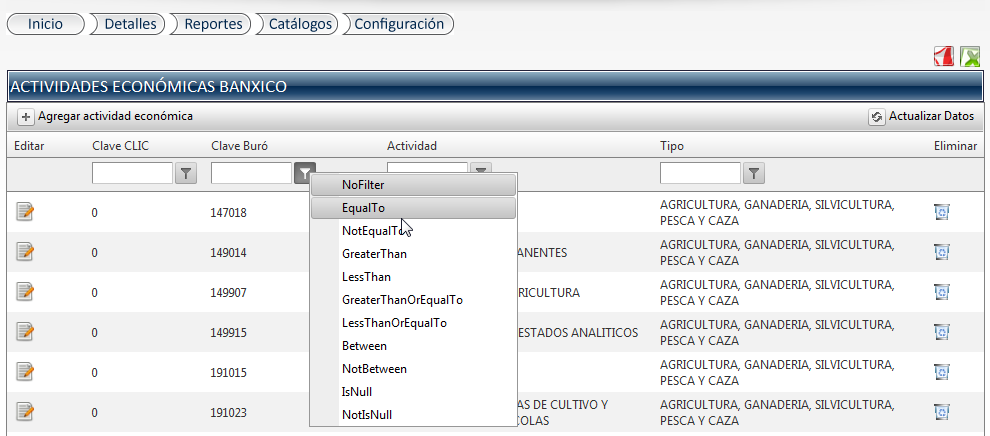 Inicio
Detalles
Reportes
Catálogos
Configuración
ACTIVIDADES ECONÓMICAS BANXICO
Agregar actividad económica
Actualizar Datos
Editar
Clave CLIC
Clave Buró
Actividad
Tipo
Eliminar
NoFilter
EqualTo
NotEqualTo
GreaterThan
LessThan
GreaterThanOrEqualTo
LessThanOrEqualTo
Between
NotBetween
IsNull
NotIsNull
0
147018
AGRICULTURA, GANADERIA, SILVICULTURA,
PESCA Y CAZA
0
149014
ANENTES
AGRICULTURA, GANADERIA, SILVICULTURA,
PESCA Y CAZA
0
149907
RICULTURA
AGRICULTURA, GANADERIA, SILVICULTURA,
PESCA Y CAZA
0
149915
ESTADOS ANALITICOS
AGRICULTURA, GANADERIA, SILVICULTURA,
PESCA Y CAZA
0
191015
AGRICULTURA, GANADERIA, SILVICULTURA,
PESCA Y CAZA
0
191023
AS DE CULTIVO Y
COLAS
AGRICULTURA, GANADERIA, SILVICULTURA,
PESCA Y CAZA